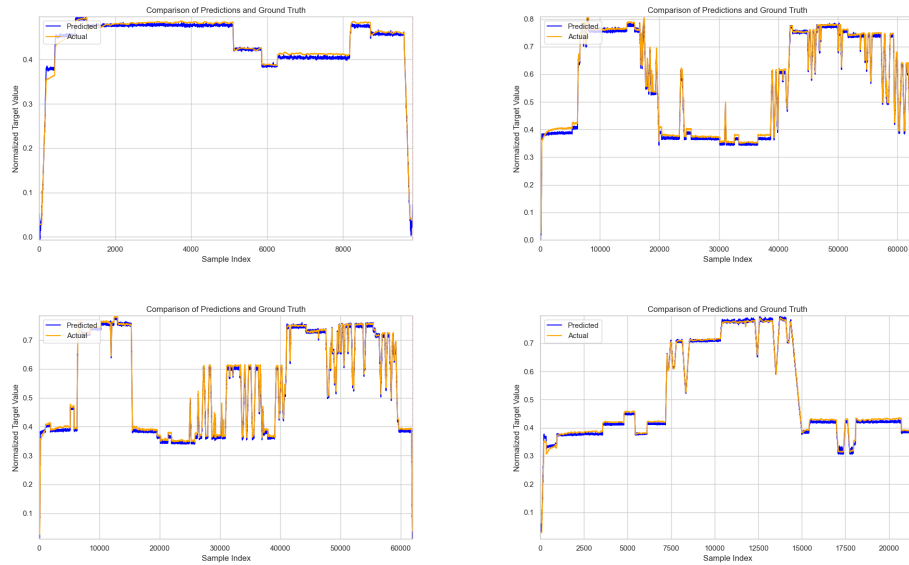 Comparison of Predictions and Ground Truth
Predicted
Actual
Normalized Target Value
0.4
0.3
0.2
0.1
0.0
0 2000 4000 6000 8000
Sample Index
Comparison of Predictions and Ground Truth
Predicted
Actual
Normalized Target Value
0.8
0.7
0.6
0.5
0.4
0.3
0.2
0.1
0.0
0 10000 20000 30000 40000 50000 60000
Sample Index
Comparison of Predictions and Ground Truth
Predicted
Actual
Normalized Target Value
0.7
0.6
0.5
0.4
0.3
0.2
0.1
0 10000 20000 30000 40000 50000 60000
Sample Index
Comparison of Predictions and Ground Truth
Predicted
Actual
Normalized Target Value
0.7
0.6
0.5
0.4
0.3
0.2
0.1
0.0
0 2500 5000 7500 10000 12500 15000 17500 20000
Sample Index